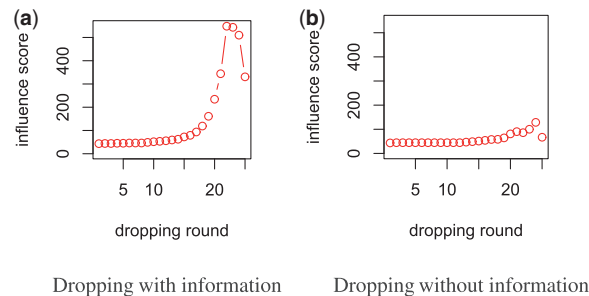 (a)
influence score
0
200
400
5
10
20
dropping round
Dropping with information
(b)
influence score
0
200
400
5
10
20
dropping round
Dropping without information